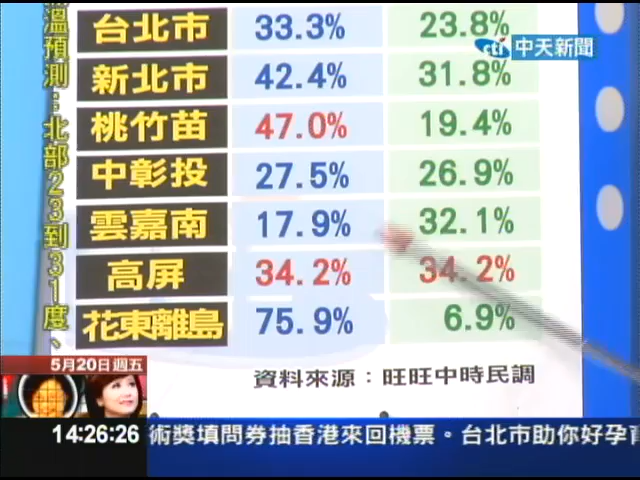 台北市 33.3% 23.8%
新北市 42.4% 31.8%
桃竹苗 47.0% 19.4%
中彰投 27.5% 26.9%
雲嘉南 17.9% 32.1%
高屏 34.2% 34.2%
花東離島 75.9% 6.9%
資料來源：旺旺中時民調
cti 中天新聞
溫預測：北部23到31度、
5月20日週五
14:26:26 術獎填問券抽香港來回機票。台北市助你好孕